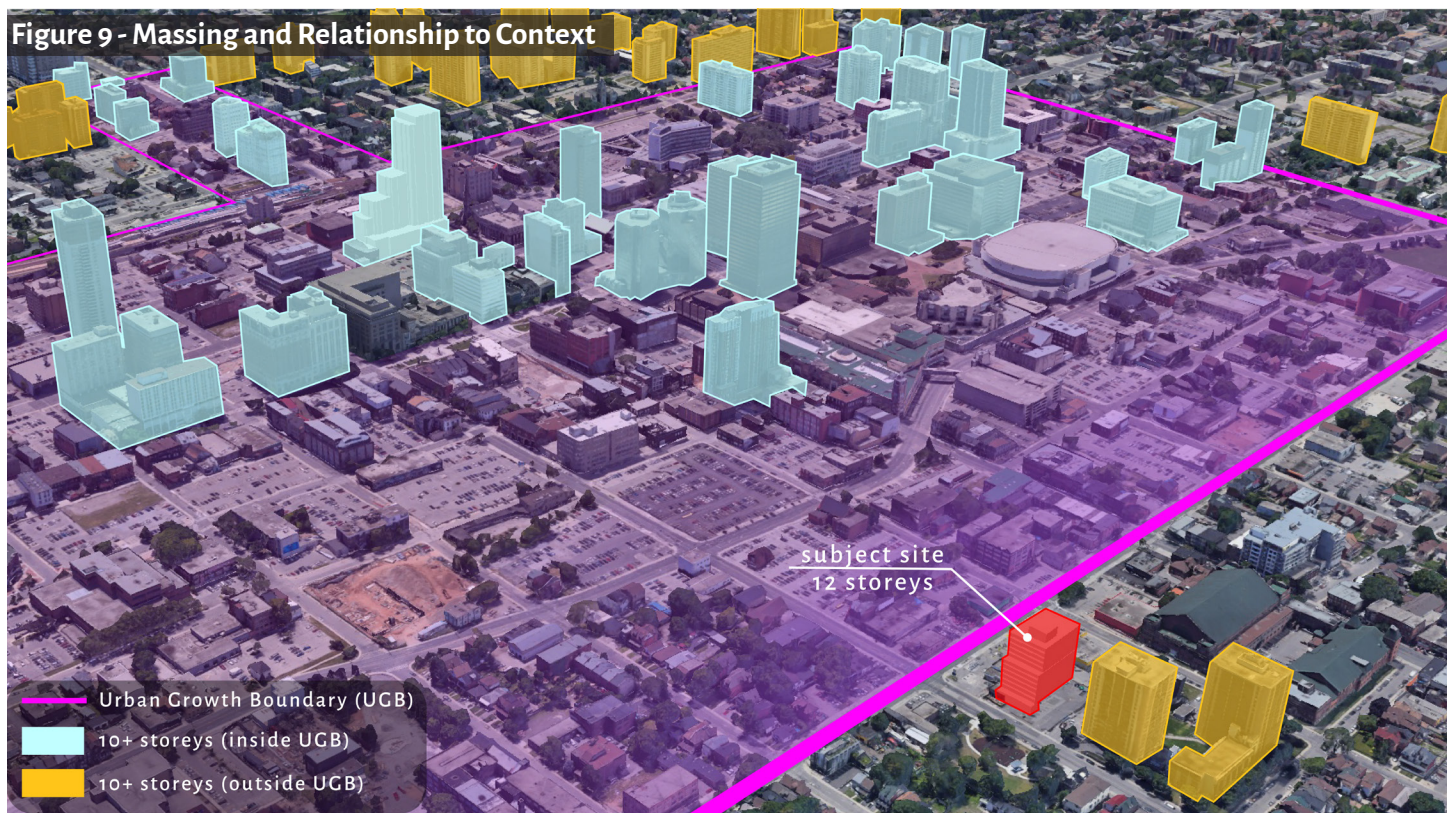 Figure 9 - Massing and Relationship to Context
subject site
12 storeys
Urban Growth Boundary (UGB)
10+ storeys (inside UGB)
10+ storeys (outside UGB)